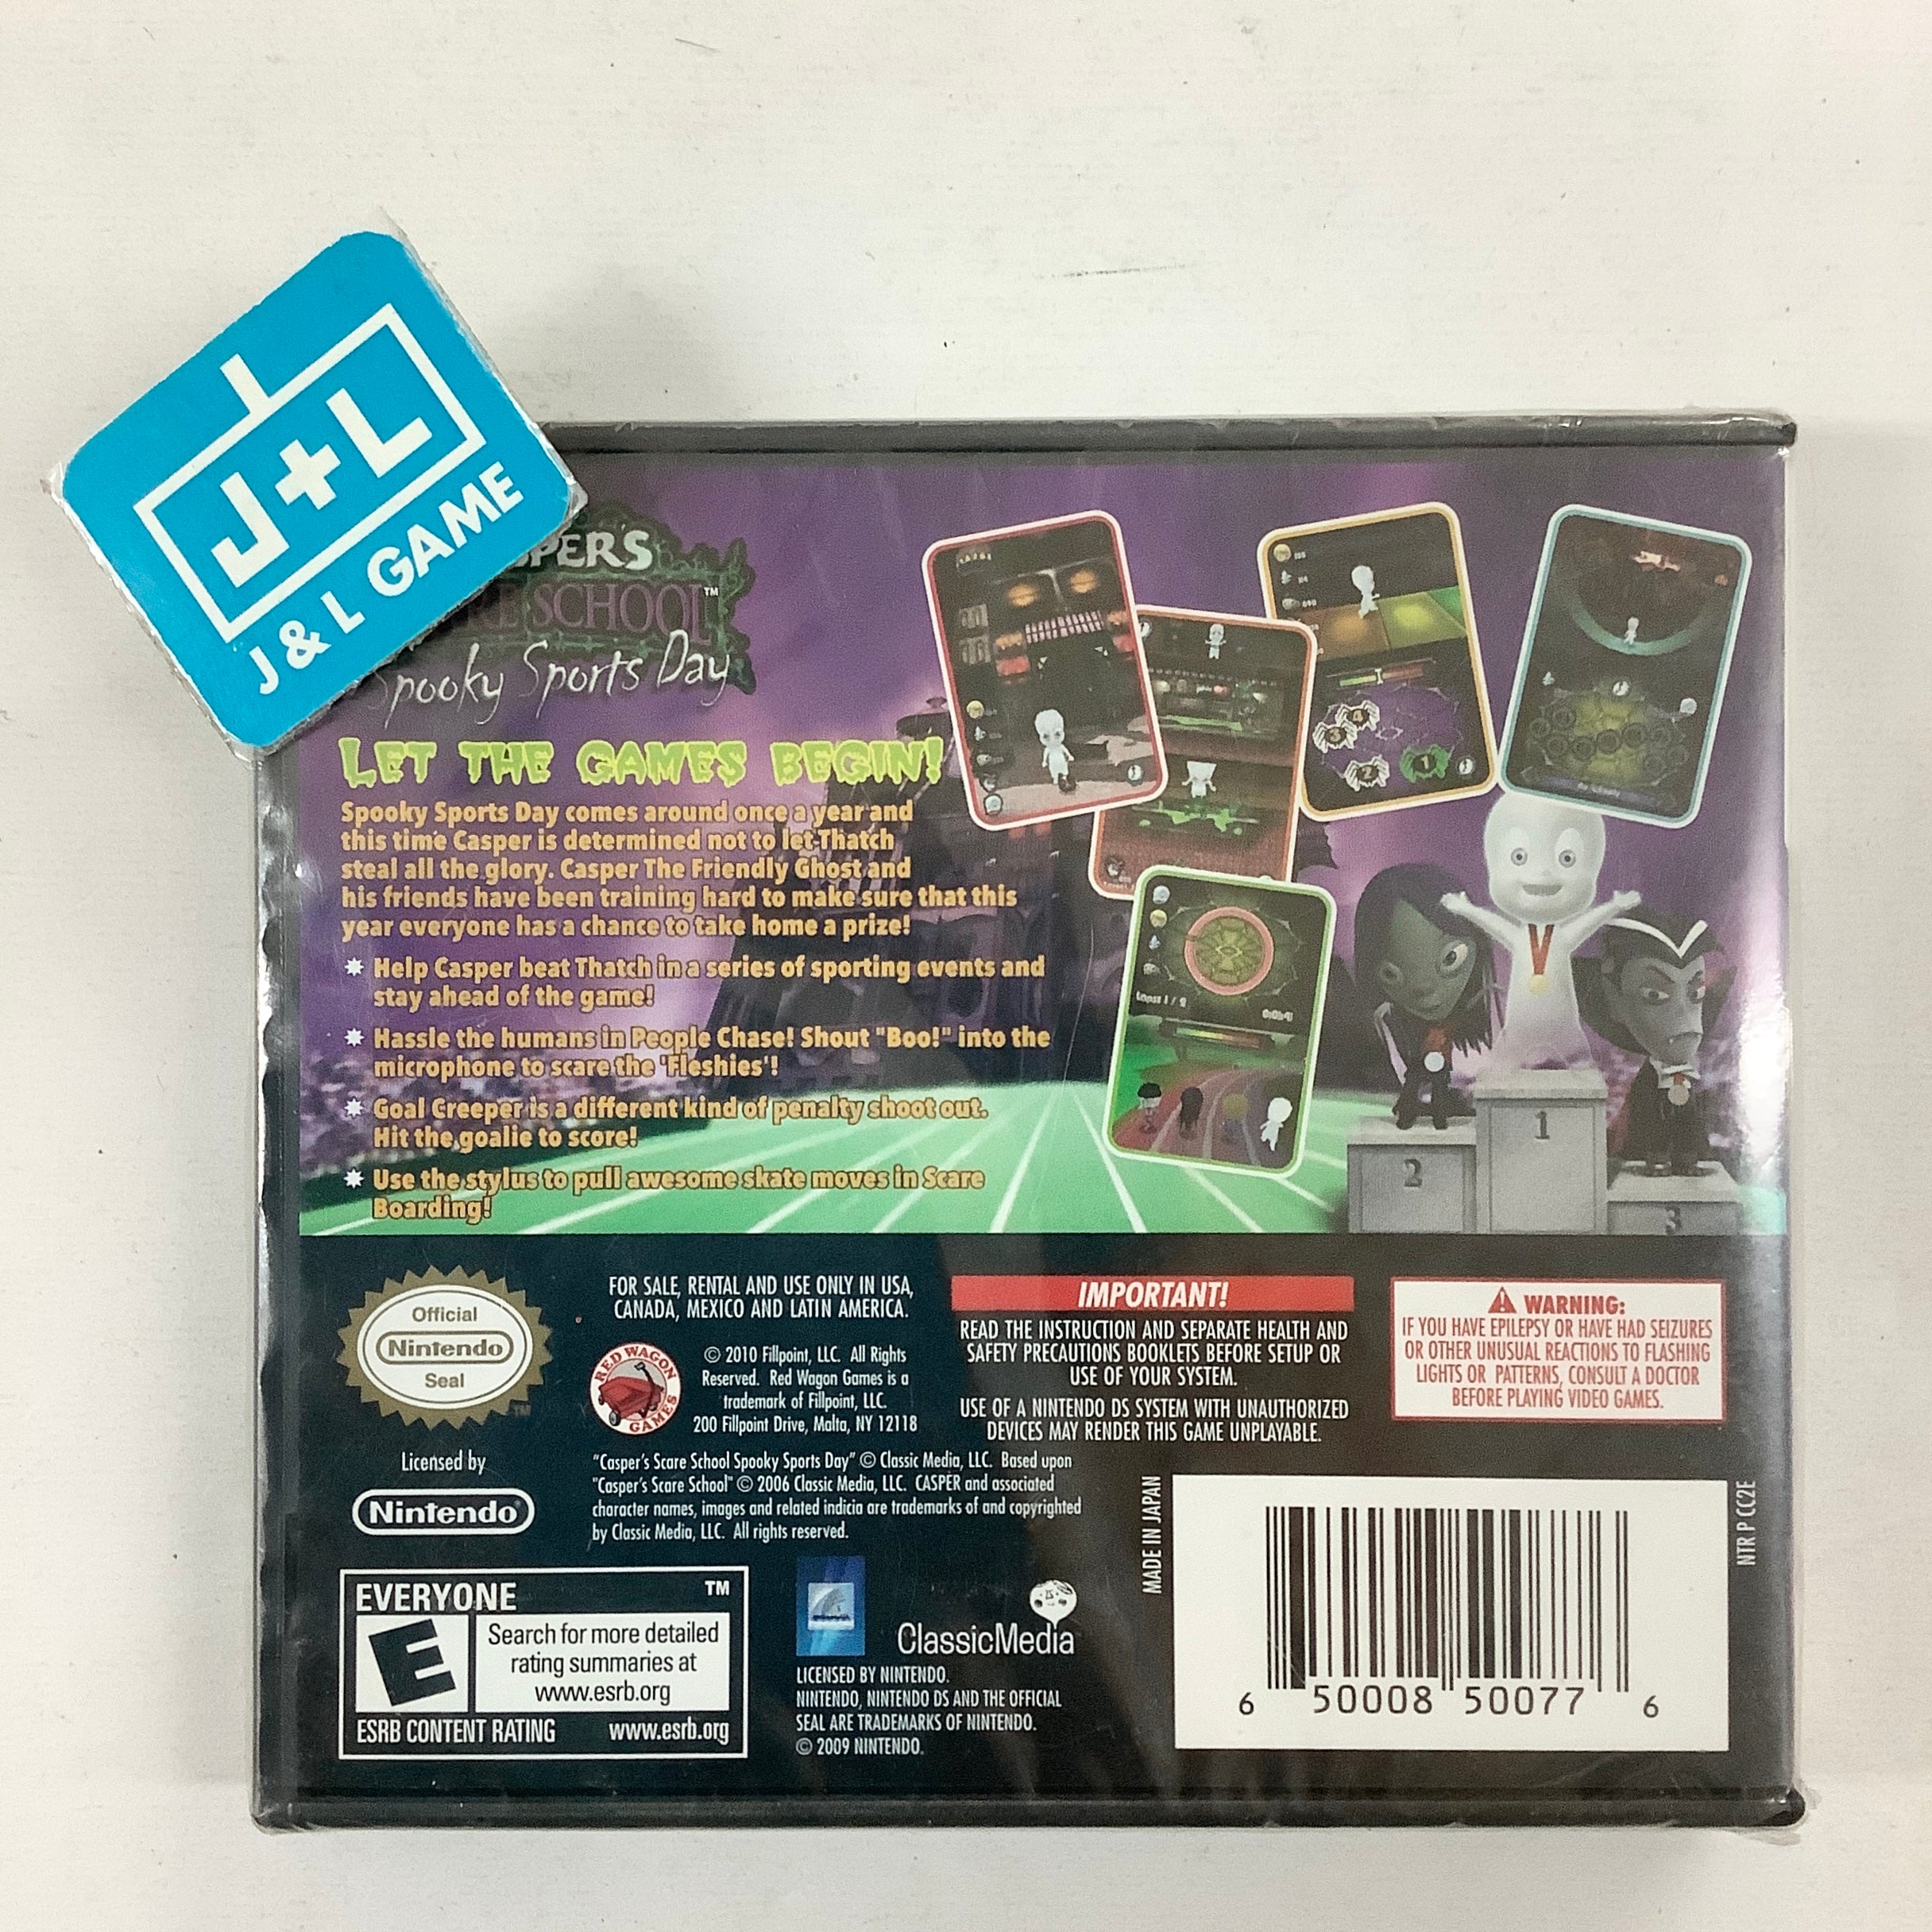 J+L
J & L GAME
SCHOOL™
Spooky Sports Day
LET THE GAMES BEGIN!
Spooky Sports Day comes around once a year and
this time Casper is determined not to let Thatch
steal all the glory. Casper The Friendly Ghost and
his friends have been training hard to make sure that this
year everyone has a chance to take home a prize!
Help Casper beat Thatch in a series of sporting events and
stay ahead of the game!
Hassle the humans in People Chase! Shout "Boo!" into the
microphone to scare the 'Fleshies'!
Goal Creeper is a different kind of penalty shoot out.
Hit the goalie to score!
Use the stylus to pull awesome skate moves in Scare
Boarding!
4
3
2
1
1
2
3
Official
Nintendo
Seal
TM
Licensed by
Nintendo®
FOR SALE, RENTAL AND USE ONLY IN USA,
CANADA, MEXICO AND LATIN AMERICA.
RED WAGON
GAMES
© 2010 Fillpoint, LLC. All Rights
Reserved. Red Wagon Games is a
trademark of Fillpoint, LLC.
200 Fillpoint Drive, Malta, NY 12118
"Casper's Scare School Spooky Sports Day" © Classic Media, LLC. Based upon
"Casper's Scare School" © 2006 Classic Media, LLC. CASPER and associated
character names, images and related indicia are trademarks of and copyrighted
by Classic Media, LLC. All rights reserved.
IMPORTANT!
READ THE INSTRUCTION AND SEPARATE HEALTH AND
SAFETY PRECAUTIONS BOOKLETS BEFORE SETUP OR
USE OF YOUR SYSTEM.
USE OF A NINTENDO DS SYSTEM WITH UNAUTHORIZED
DEVICES MAY RENDER THIS GAME UNPLAYABLE.
WARNING:
IF YOU HAVE EPILEPSY OR HAVE HAD SEIZURES
OR OTHER UNUSUAL REACTIONS TO FLASHING
LIGHTS OR PATTERNS, CONSULT A DOCTOR
BEFORE PLAYING VIDEO GAMES.
EVERYONE
TM
E
Search for more detailed
rating summaries at
www.esrb.org
ESRB CONTENT RATING www.esrb.org
ClassicMedia
LICENSED BY NINTENDO.
NINTENDO, NINTENDO DS AND THE OFFICIAL
SEAL ARE TRADEMARKS OF NINTENDO.
© 2009 NINTENDO.
MADE IN JAPAN
NTR P CC2E
6 50008 50077 6